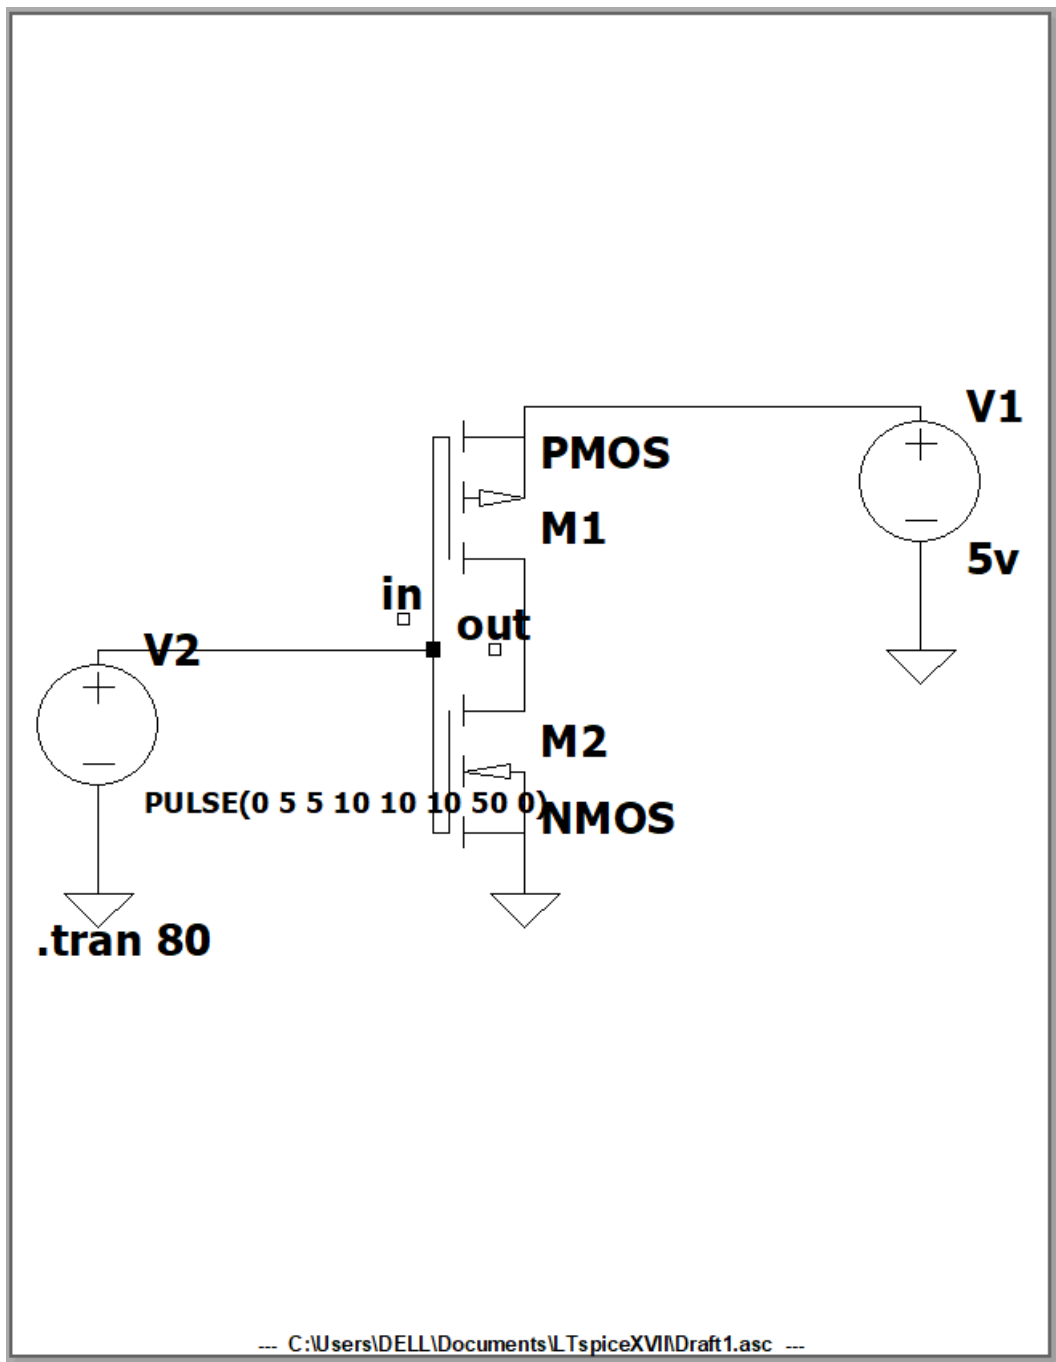 V1
PMOS
M1
5v
in
out
V2
M2
PULSE(0 5 5 10 10 10 50 0)
NMOS
.tran 80
--- C:\Users\DELL\Documents\LTspiceXVII\Draft1.asc ---